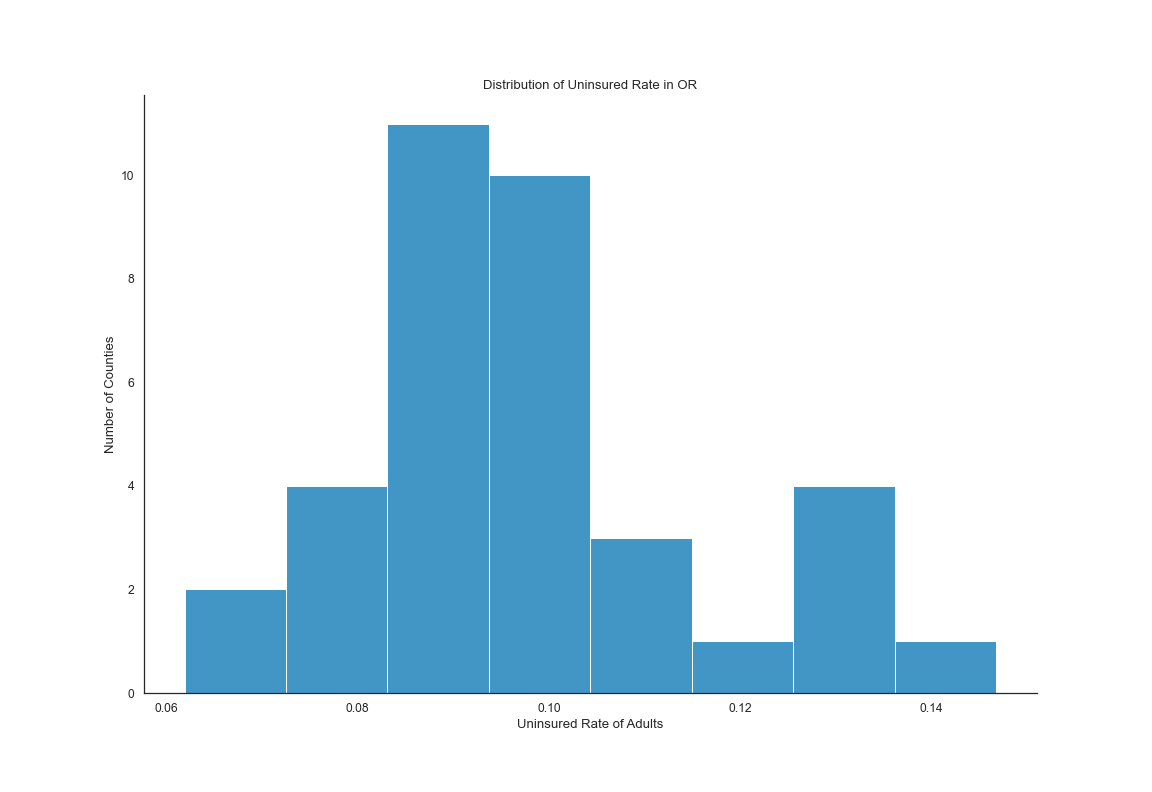 Distribution of Uninsured Rate in OR
Number of Counties
10
8
6
4
2
0
0.06 0.08 0.10 0.12 0.14
Uninsured Rate of Adults